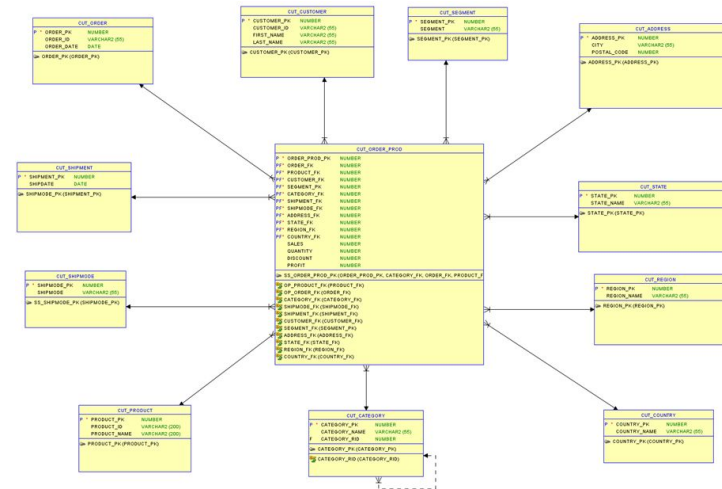 CUT_ORDER
P * ORDER_PK NUMBER
ORDER_ID VARCHAR2 (55)
ORDER_DATE DATE
ORDER_PK (ORDER_PK)
CUT_CUSTOMER
P * CUSTOMER_PK NUMBER
CUSTOMER_ID VARCHAR2 (55)
FIRST_NAME VARCHAR2 (55)
LAST_NAME VARCHAR2 (55)
CUSTOMER_PK (CUSTOMER_PK)
CUT_SEGMENT
P * SEGMENT_PK NUMBER
SEGMENT VARCHAR2 (55)
SEGMENT_PK (SEGMENT_PK)
CUT_ADDRESS
P * ADDRESS_PK NUMBER
CITY VARCHAR2 (55)
POSTAL_CODE NUMBER
ADDRESS_PK (ADDRESS_PK)
CUT_ORDER_PROD
P * ORDER_PROD_PK NUMBER
PF* ORDER_FK NUMBER
PF* PRODUCT_FK NUMBER
PF* CUSTOMER_FK NUMBER
PF* SEGMENT_PK NUMBER
PF* CATEGORY_FK NUMBER
PF* SHIPMENT_FK NUMBER
PF* SHIPMODE_FK NUMBER
PF* ADDRESS_FK NUMBER
PF* STATE_FK NUMBER
PF* REGION_FK NUMBER
PF* COUNTRY_FK NUMBER
SALES NUMBER
QUANTITY NUMBER
DISCOUNT NUMBER
PROFIT NUMBER
SS_ORDER_PROD_PK (ORDER_PROD_PK, CATEGORY_FK, ORDER_FK, PRODUCT_F
OP_PRODUCT_FK (PRODUCT_FK)
OP_ORDER_FK (ORDER_FK)
CATEGORY_FK (CATEGORY_FK)
SHIPMODE_FK (SHIPMODE_FK)
SHIPMENT_FK (SHIPMENT_FK)
CUSTOMER_FK (CUSTOMER_FK)
SEGMENT_FK (SEGMENT_PK)
ADDRESS_FK (ADDRESS_FK)
STATE_FK (STATE_FK)
REGION_FK (REGION_FK)
COUNTRY_FK (COUNTRY_FK)
CUT_SHIPMENT
P * SHIPMENT_PK NUMBER
SHIPDATE DATE
SHIPMODE_PK (SHIPMENT_PK)
CUT_STATE
P * STATE_PK NUMBER
STATE_NAME VARCHAR2 (55)
STATE_PK (STATE_PK)
CUT_SHIPMODE
P * SHIPMODE_PK NUMBER
SHIPMODE VARCHAR2 (55)
SS_SHIPMODE_PK (SHIPMODE_PK)
CUT_REGION
P * REGION_PK NUMBER
REGION_NAME VARCHAR2 (55)
REGION_PK (REGION_PK)
CUT_PRODUCT
P * PRODUCT_PK NUMBER
PRODUCT_ID VARCHAR2 (200)
PRODUCT_NAME VARCHAR2 (200)
PRODUCT_PK (PRODUCT_PK)
CUT_CATEGORY
P * CATEGORY_PK NUMBER
CATEGORY_NAME VARCHAR2 (55)
F CATEGORY_RID NUMBER
CATEGORY_PK (CATEGORY_PK)
CATEGORY_RID (CATEGORY_RID)
CUT_COUNTRY
P * COUNTRY_PK NUMBER
COUNTRY_NAME VARCHAR2 (55)
COUNTRY_PK (COUNTRY_PK)